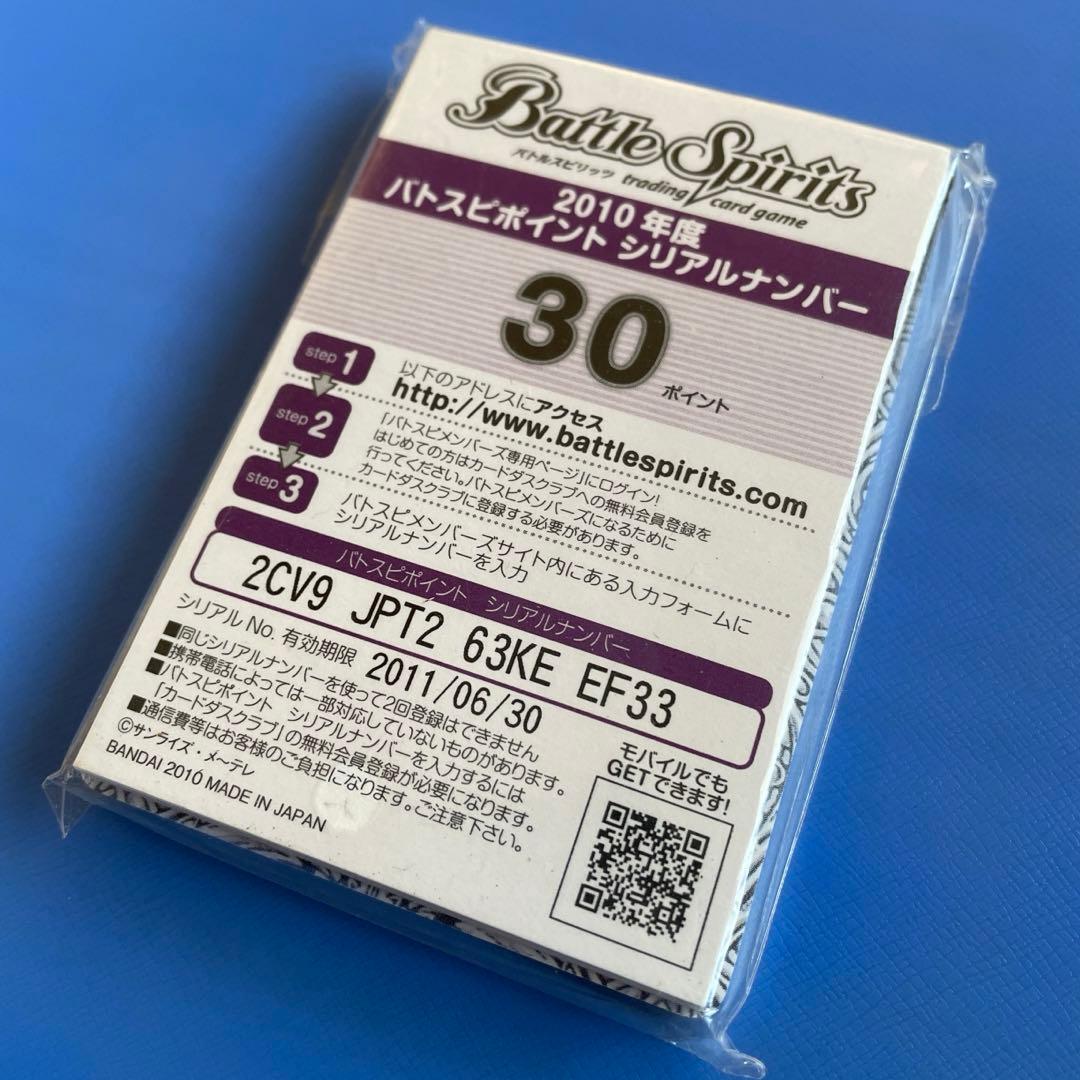 Battle Spirits
バトルスピリッツ trading card game
2010年度
バトスピポイント シリアルナンバー
30 ポイント
step 1
以下のアドレスにアクセス
http://www.battlespirits.com
step 2
「バトスピメンバーズ専用ページ」にログイン!
はじめての方はカードダスクラブへの無料会員登録を
行ってください。バトスピメンバーズになるために
カードダスクラブに登録する必要があります。
step 3
バトスピメンバーズサイト内にある入力フォームに
シリアルナンバーを入力
バトスピポイント シリアルナンバー
2CV9 JPT2 63KE EF33
シリアルNo. 有効期限 2011/06/30
■同じシリアルナンバーを使って2回登録はできません。
■携帯電話によっては一部対応していないものがあります。
■バトスピポイント シリアルナンバーを入力するには
「カードダスクラブ」の無料会員登録が必要になります。
■通信費等はお客様のご負担になります。ご注意下さい。
©サンライズ・メ~テレ
BANDAI 2010 MADE IN JAPAN
モバイルでも
GETできます!